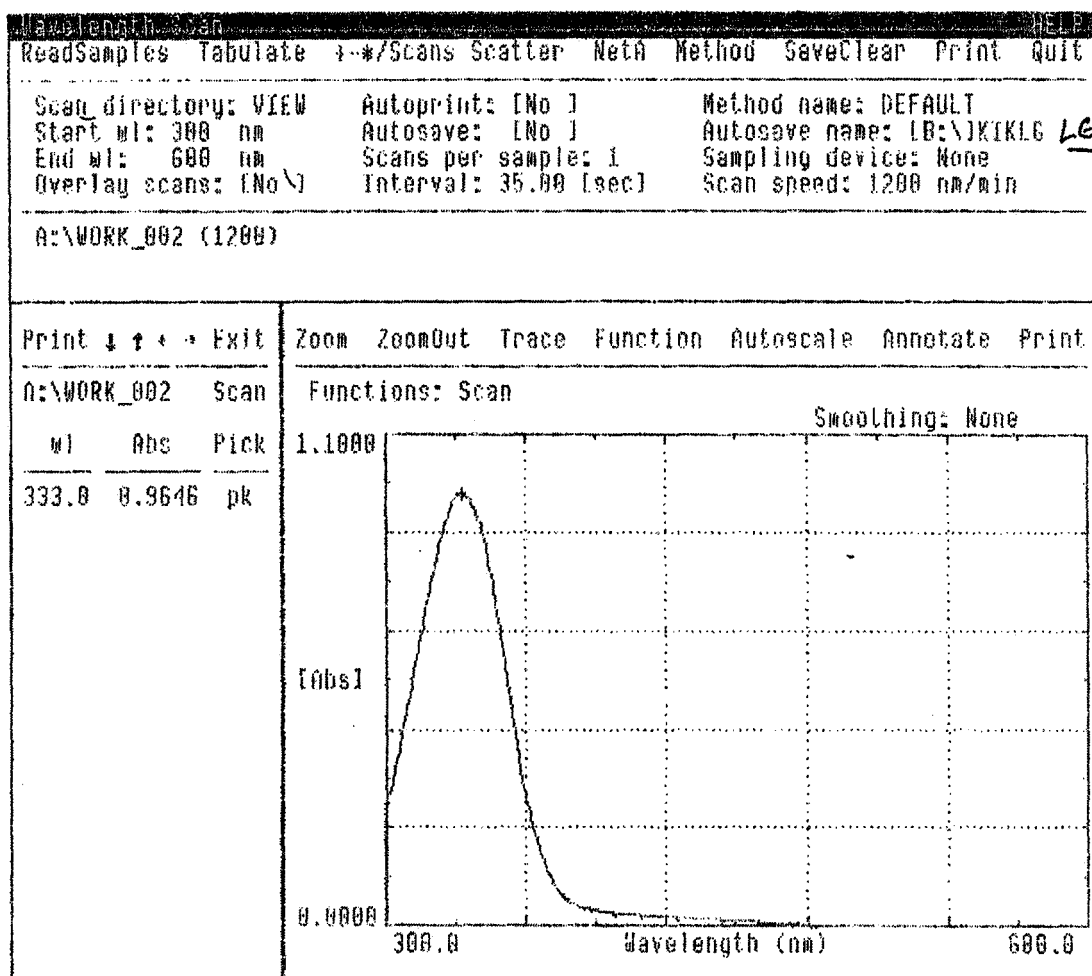 Wavelength Scan HELP
ReadSamples Tabulate +-*/Scans Scatter NetA Method SaveClear Print Quit
Scan directory: VIEW Autoprint: [No ] Method name: DEFAULT
Start wl: 300 nm Autosave: [No ] Autosave name: [B:\]KIKLG
End wl: 600 nm Scans per sample: 1 Sampling device: None
Overlay scans: [No\] Interval: 35.00 [sec] Scan speed: 1200 nm/min
A:\WORK_002 (1200)
Print ↓ ↑ ← → Exit
A:\WORK_002 Scan
wl Abs Pick
333.0 0.9646 pk
Zoom ZoomOut Trace Function Autoscale Annotate Print
Functions: Scan
Smoothing: None
1.1000
[Abs]
0.0000
300.0 Wavelength (nm) 600.0